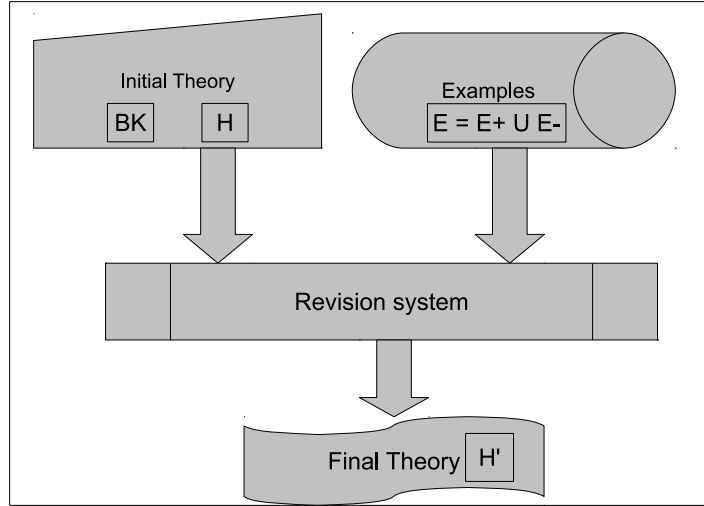 Initial Theory
BK H
Examples
E = E+ U E-
Revision system
Final Theory H'